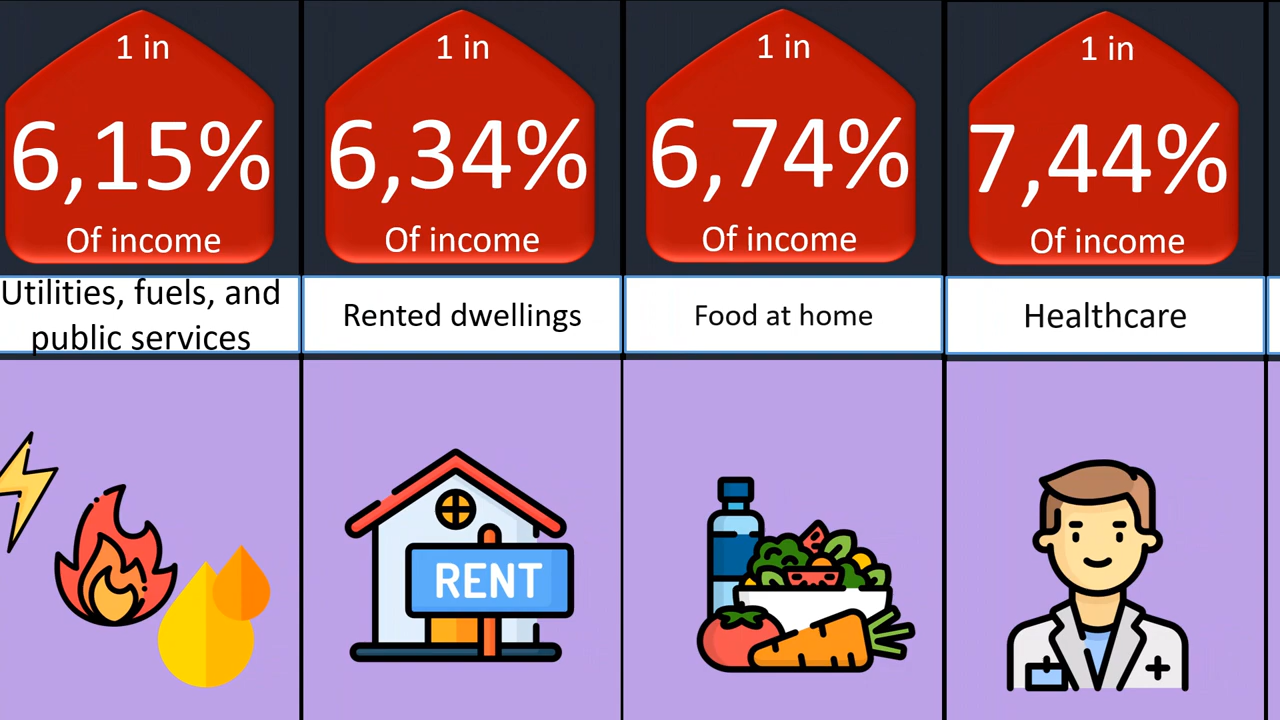 1 in
6,15%
Of income
Utilities, fuels, and
public services
1 in
6,34%
Of income
Rented dwellings
RENT
1 in
6,74%
Of income
Food at home
1 in
7,44%
Of income
Healthcare